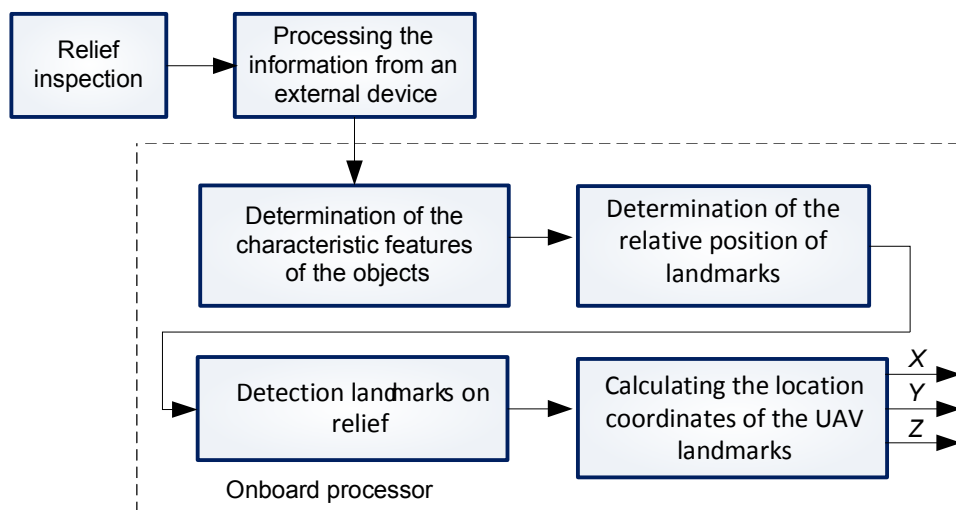 Relief
inspection
Processing the
information from an
external device
Determination of the
characteristic features
of the objects
Determination of the
relative position of
landmarks
Detection landmarks on
relief
Calculating the location
coordinates of the UAV
landmarks
X
Y
Z
Onboard processor